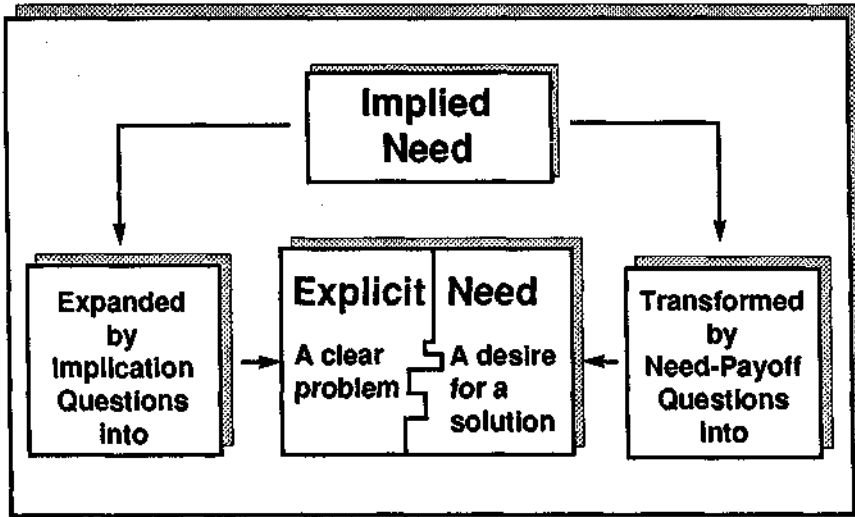 Implied
Need
Expanded
by
Implication
Questions
into
Explicit Need
A clear
problem
A desire
for a
solution
Transformed
by
Need-Payoff
Questions
into